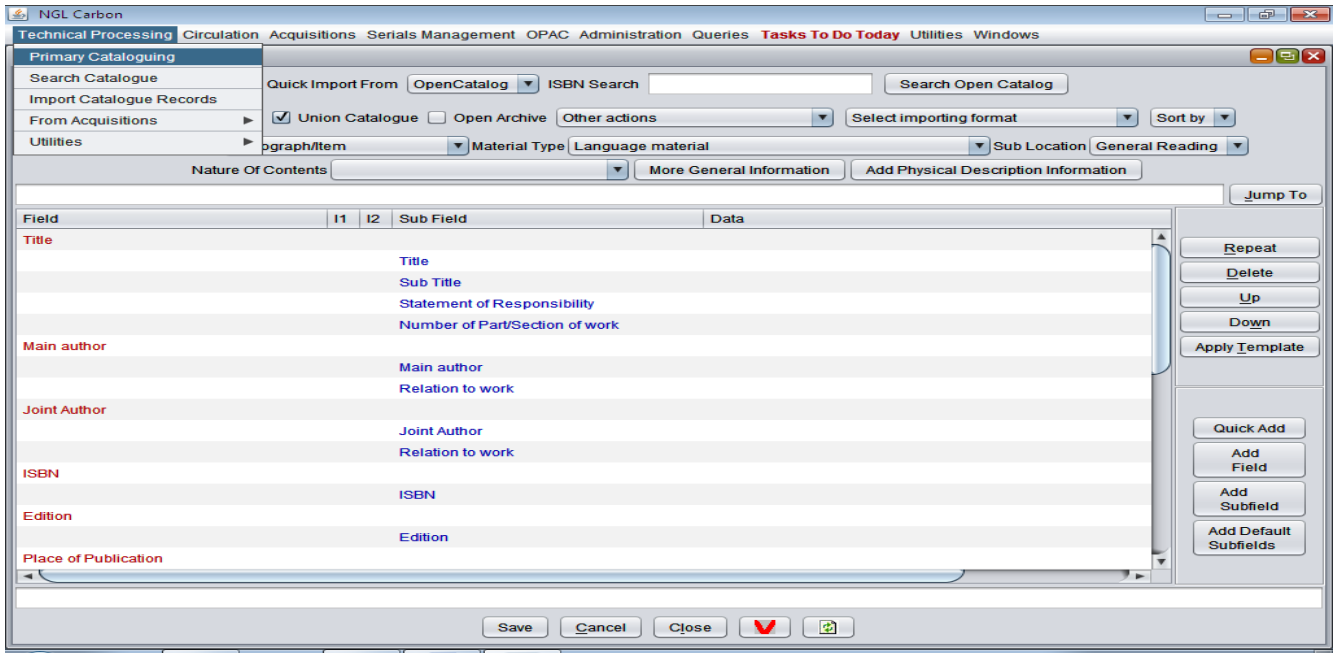 NGL Carbon
Technical Processing Circulation Acquisitions Serials Management OPAC Administration Queries Tasks To Do Today Utilities Windows
Primary Cataloguing
Search Catalogue
Import Catalogue Records
From Acquisitions
Utilities
Quick Import From OpenCatalog ISBN Search Search Open Catalog
Union Catalogue Open Archive Other actions Select importing format Sort by
ograph/Item Material Type Language material Sub Location General Reading
Nature Of Contents More General Information Add Physical Description Information
Jump To
Field I1 I2 Sub Field Data
Title
Title
Sub Title
Statement of Responsibility
Number of Part/Section of work
Main author
Main author
Relation to work
Joint Author
Joint Author
Relation to work
ISBN
ISBN
Edition
Edition
Place of Publication
Repeat
Delete
Up
Down
Apply Template
Quick Add
Add
Field
Add
Subfield
Add Default
Subfields
Save Cancel Close